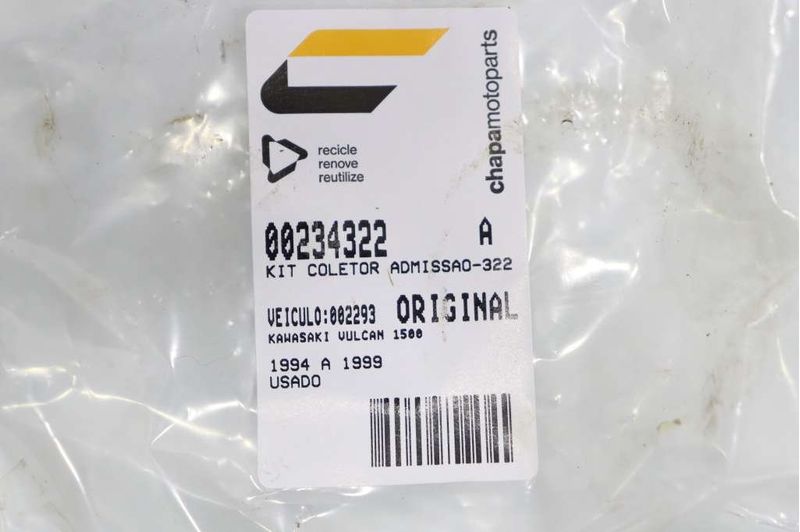 chapamotoparts
recicle
renove
reutilize
00234322 A
KIT COLETOR ADMISSAO-322
VEICULO:002293 ORIGINAL
KAWASAKI VULCAN 1500
1994 A 1999
USADO